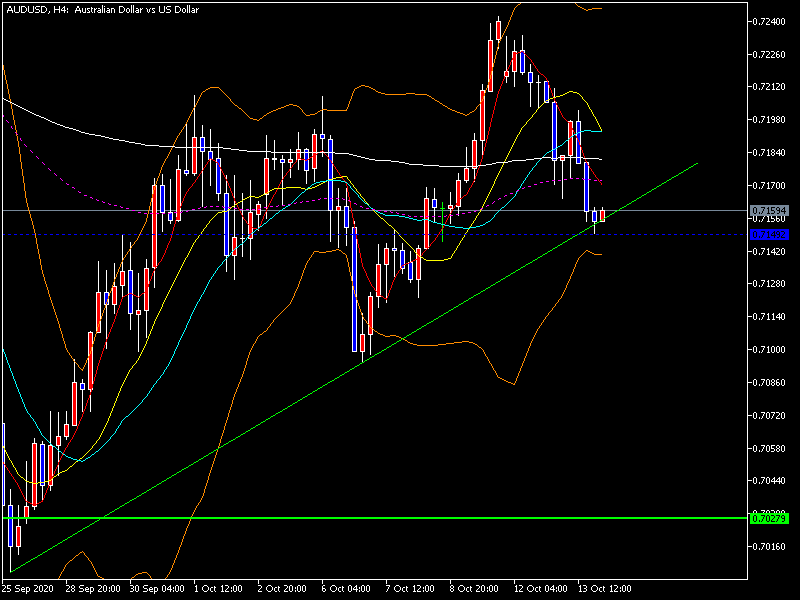 AUDUSD, H4: Australian Dollar vs US Dollar
0.72400
0.72260
0.72120
0.71980
0.71840
0.71700
0.71594
0.71560
0.71420
0.71280
0.71140
0.71000
0.70860
0.70720
0.70580
0.70440
0.70279
0.70160
25 Sep 2020
28 Sep 20:00
30 Sep 04:00
1 Oct 12:00
2 Oct 20:00
6 Oct 04:00
7 Oct 12:00
8 Oct 20:00
12 Oct 04:00
13 Oct 12:00